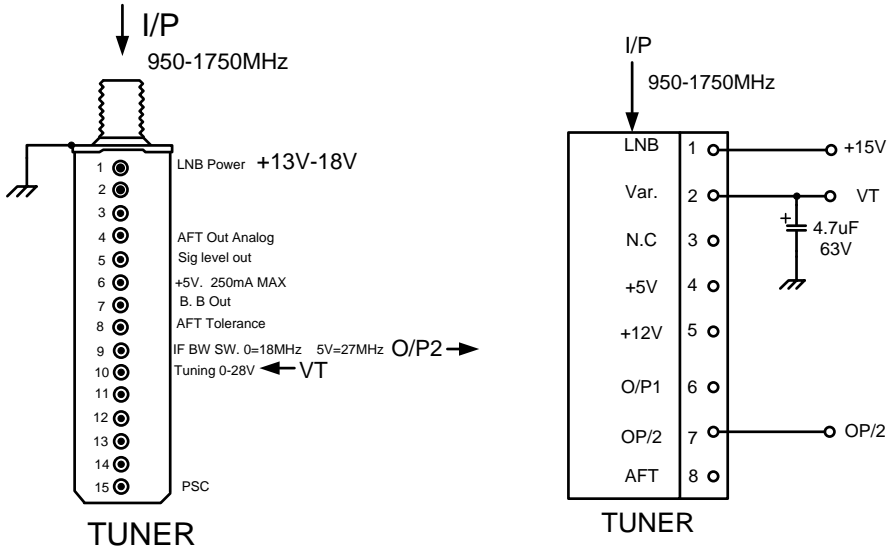 I/P
950-1750MHz
1 LNB Power +13V-18V
2
3
4 AFT Out Analog
5 Sig level out
6 +5V. 250mA MAX
7 B. B Out
8 AFT Tolerance
9 IF BW SW. 0=18MHz 5V=27MHz O/P2
10 Tuning 0-28V VT
11
12
13
14
15 PSC
TUNER
I/P
950-1750MHz
LNB 1 +15V
Var. 2 VT
+ 4.7uF
63V
N.C 3
+5V 4
+12V 5
O/P1 6
OP/2 7 OP/2
AFT 8
TUNER